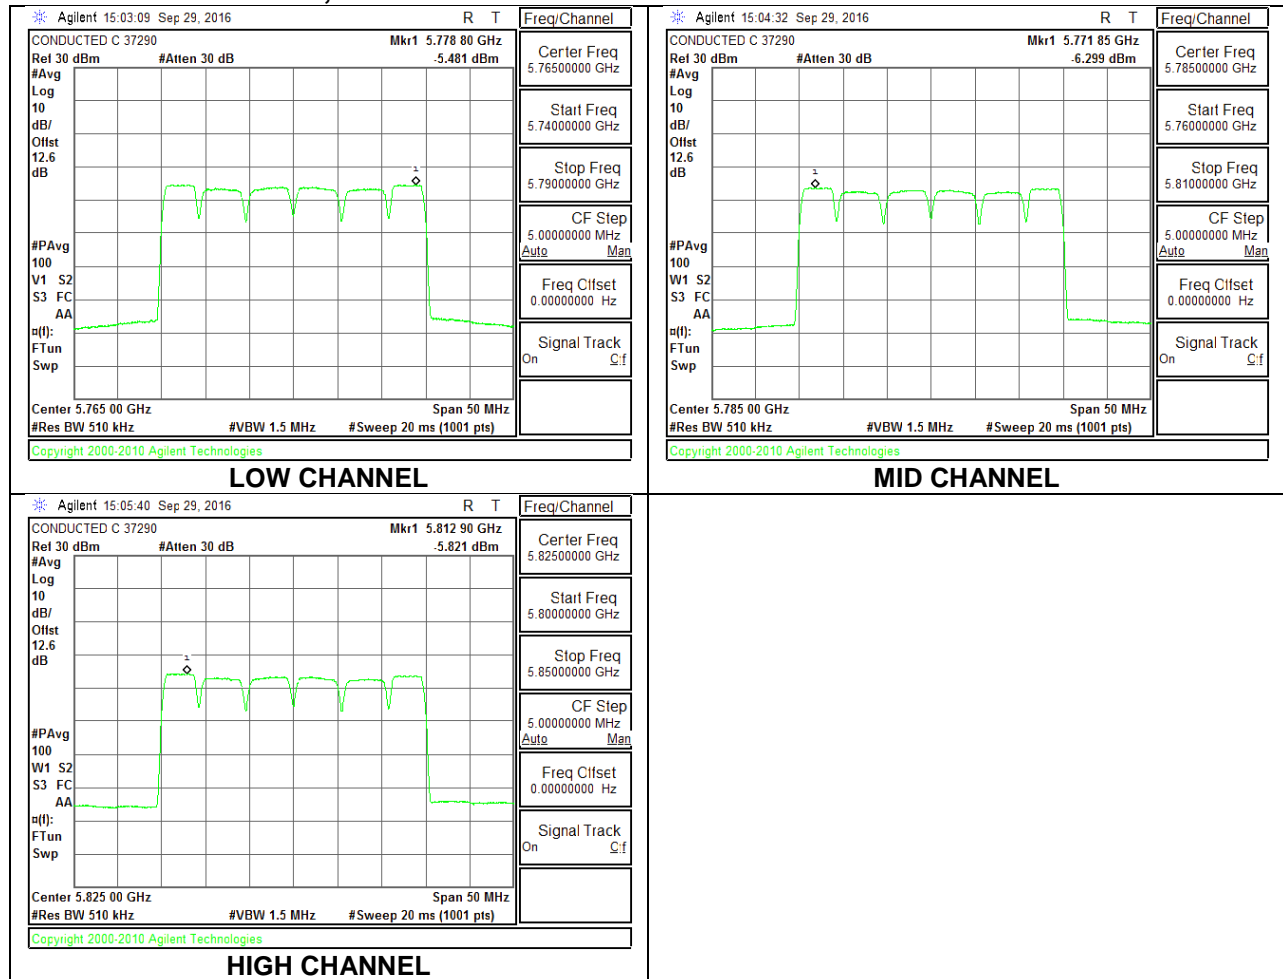 Agilent 15:03:09 Sep 29, 2016 R T Freq/Channel
CONDUCTED C 37290 Mkr1 5.778 80 GHz
Ref 30 dBm #Atten 30 dB -5.481 dBm
#Avg
Log
10
dB/
Offst
12.6
dB
1
#PAvg
100
V1 S2
S3 FC
AA
¤(f):
FTun
Swp
Center 5.765 00 GHz Span 50 MHz
#Res BW 510 kHz #VBW 1.5 MHz #Sweep 20 ms (1001 pts)
Center Freq
5.76500000 GHz
Start Freq
5.74000000 GHz
Stop Freq
5.79000000 GHz
CF Step
5.00000000 MHz
Auto Man
Freq Offset
0.00000000 Hz
Signal Track
On Off
Copyright 2000-2010 Agilent Technologies
LOW CHANNEL
Agilent 15:04:32 Sep 29, 2016 R T Freq/Channel
CONDUCTED C 37290 Mkr1 5.771 85 GHz
Ref 30 dBm #Atten 30 dB -6.299 dBm
#Avg
Log
10
dB/
Offst
12.6
dB
1
#PAvg
100
W1 S2
S3 FC
AA
¤(f):
FTun
Swp
Center 5.785 00 GHz Span 50 MHz
#Res BW 510 kHz #VBW 1.5 MHz #Sweep 20 ms (1001 pts)
Center Freq
5.78500000 GHz
Start Freq
5.76000000 GHz
Stop Freq
5.81000000 GHz
CF Step
5.00000000 MHz
Auto Man
Freq Offset
0.00000000 Hz
Signal Track
On Off
Copyright 2000-2010 Agilent Technologies
MID CHANNEL
Agilent 15:05:40 Sep 29, 2016 R T Freq/Channel
CONDUCTED C 37290 Mkr1 5.812 90 GHz
Ref 30 dBm #Atten 30 dB -5.821 dBm
#Avg
Log
10
dB/
Offst
12.6
dB
1
#PAvg
100
W1 S2
S3 FC
AA
¤(f):
FTun
Swp
Center 5.825 00 GHz Span 50 MHz
#Res BW 510 kHz #VBW 1.5 MHz #Sweep 20 ms (1001 pts)
Center Freq
5.82500000 GHz
Start Freq
5.80000000 GHz
Stop Freq
5.85000000 GHz
CF Step
5.00000000 MHz
Auto Man
Freq Offset
0.00000000 Hz
Signal Track
On Off
Copyright 2000-2010 Agilent Technologies
HIGH CHANNEL